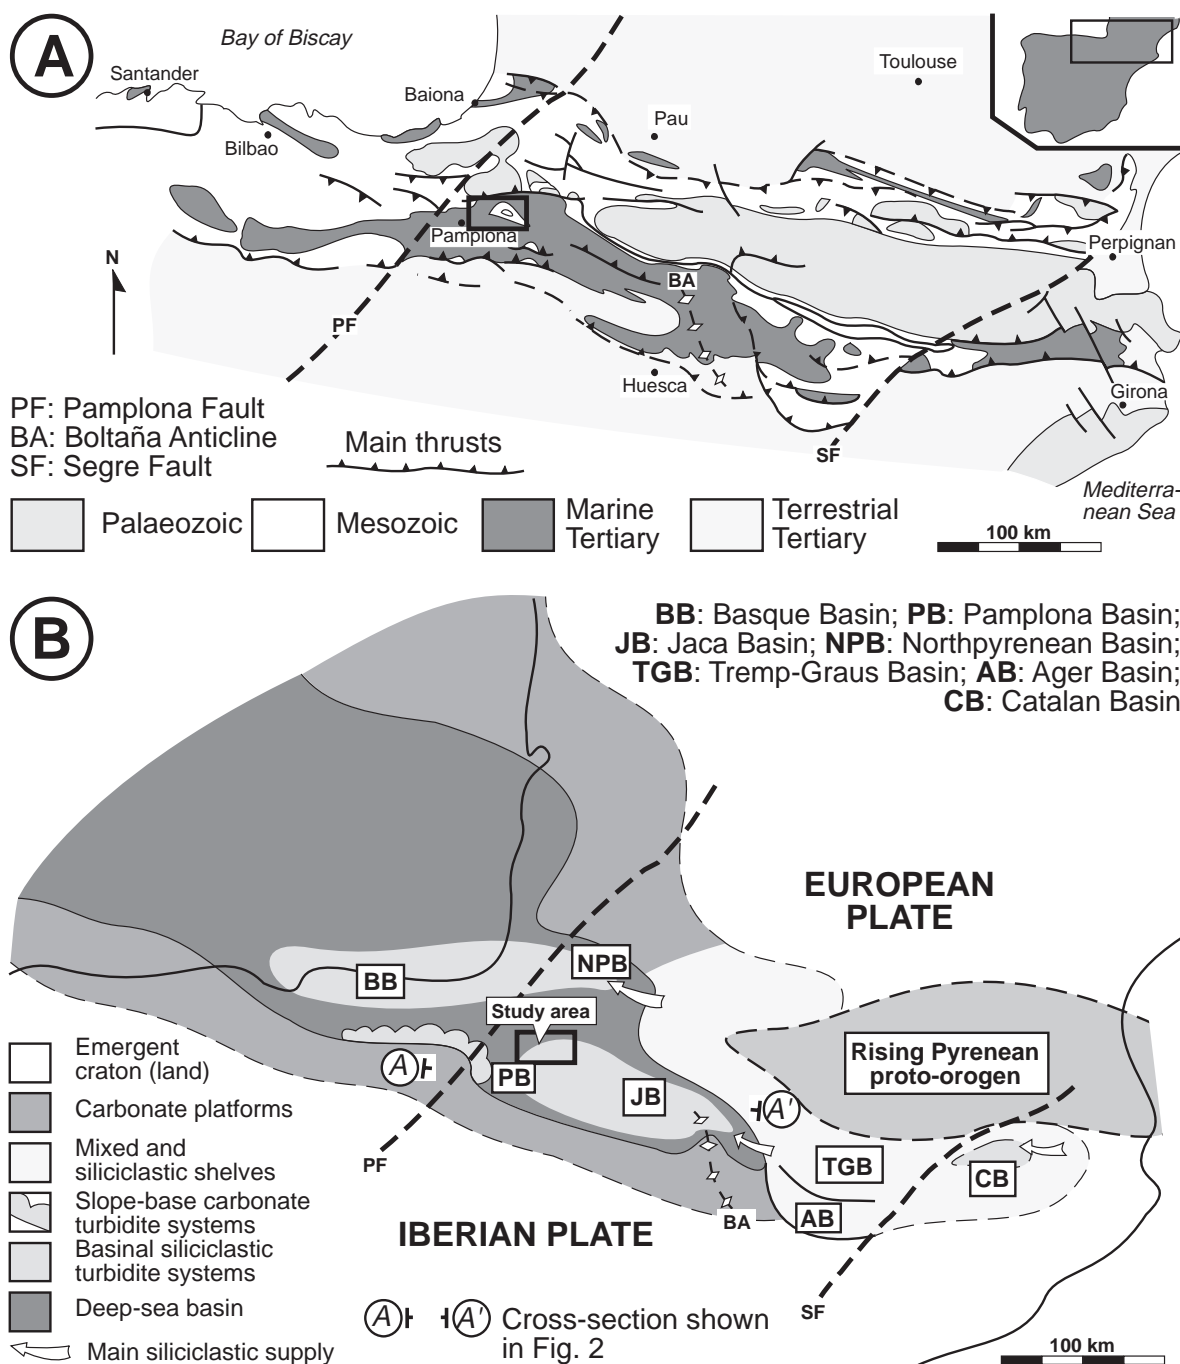 A
Bay of Biscay
Santander
Toulouse
Baiona
Pau
Bilbao
Pamplona
Perpignan
N
BA
PF
Huesca
Girona
SF
PF: Pamplona Fault
BA: Boltaña Anticline
SF: Segre Fault
Main thrusts
Mediterra-
nean Sea
Palaeozoic
Mesozoic
Marine
Tertiary
Terrestrial
Tertiary
100 km
B
BB: Basque Basin; PB: Pamplona Basin;
JB: Jaca Basin; NPB: Northpyrenean Basin;
TGB: Tremp-Graus Basin; AB: Ager Basin;
CB: Catalan Basin
EUROPEAN
PLATE
NPB
BB
Study area
Rising Pyrenean
proto-orogen
A
PB
JB
A'
TGB
CB
PF
BA
AB
IBERIAN PLATE
SF
Emergent
craton (land)
Carbonate platforms
Mixed and
siliciclastic shelves
Slope-base carbonate
turbidite systems
Basinal siliciclastic
turbidite systems
Deep-sea basin
Main siliciclastic supply
A A' Cross-section shown
in Fig. 2
100 km